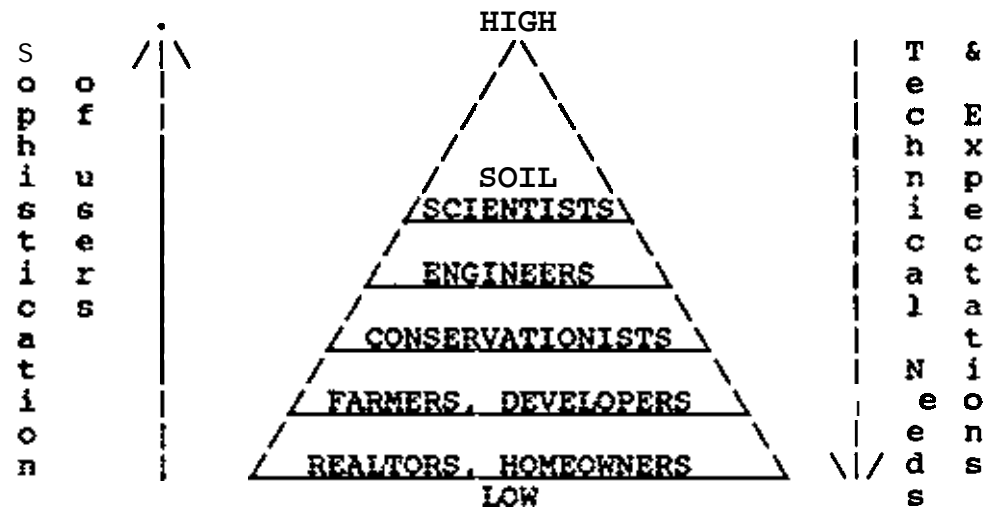 HIGH
Sophistication
of users
SOIL
SCIENTISTS
ENGINEERS
CONSERVATIONISTS
FARMERS, DEVELOPERS
REALTORS, HOMEOWNERS
LOW
Technical Needs
& Expectations